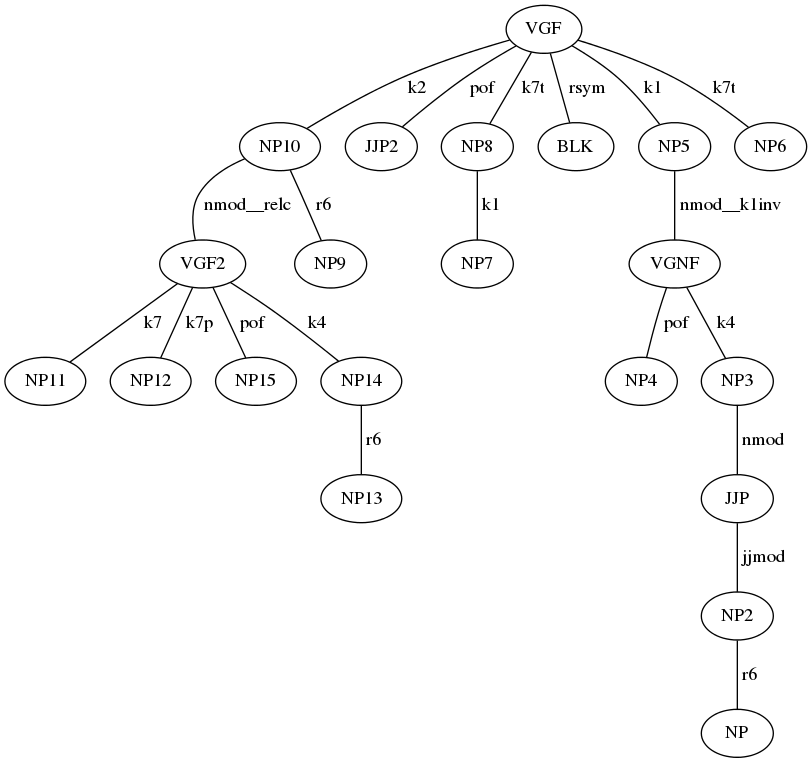 VGF
k2 pof k7t rsym k1 k7t
NP10 JJP2 NP8 BLK NP5 NP6
nmod__relc r6 k1 nmod__k1inv
VGF2 NP9 NP7 VGNF
k7 k7p pof k4 pof k4
NP11 NP12 NP15 NP14 NP4 NP3
r6 nmod
NP13 JJP
jjmod
NP2
r6
NP